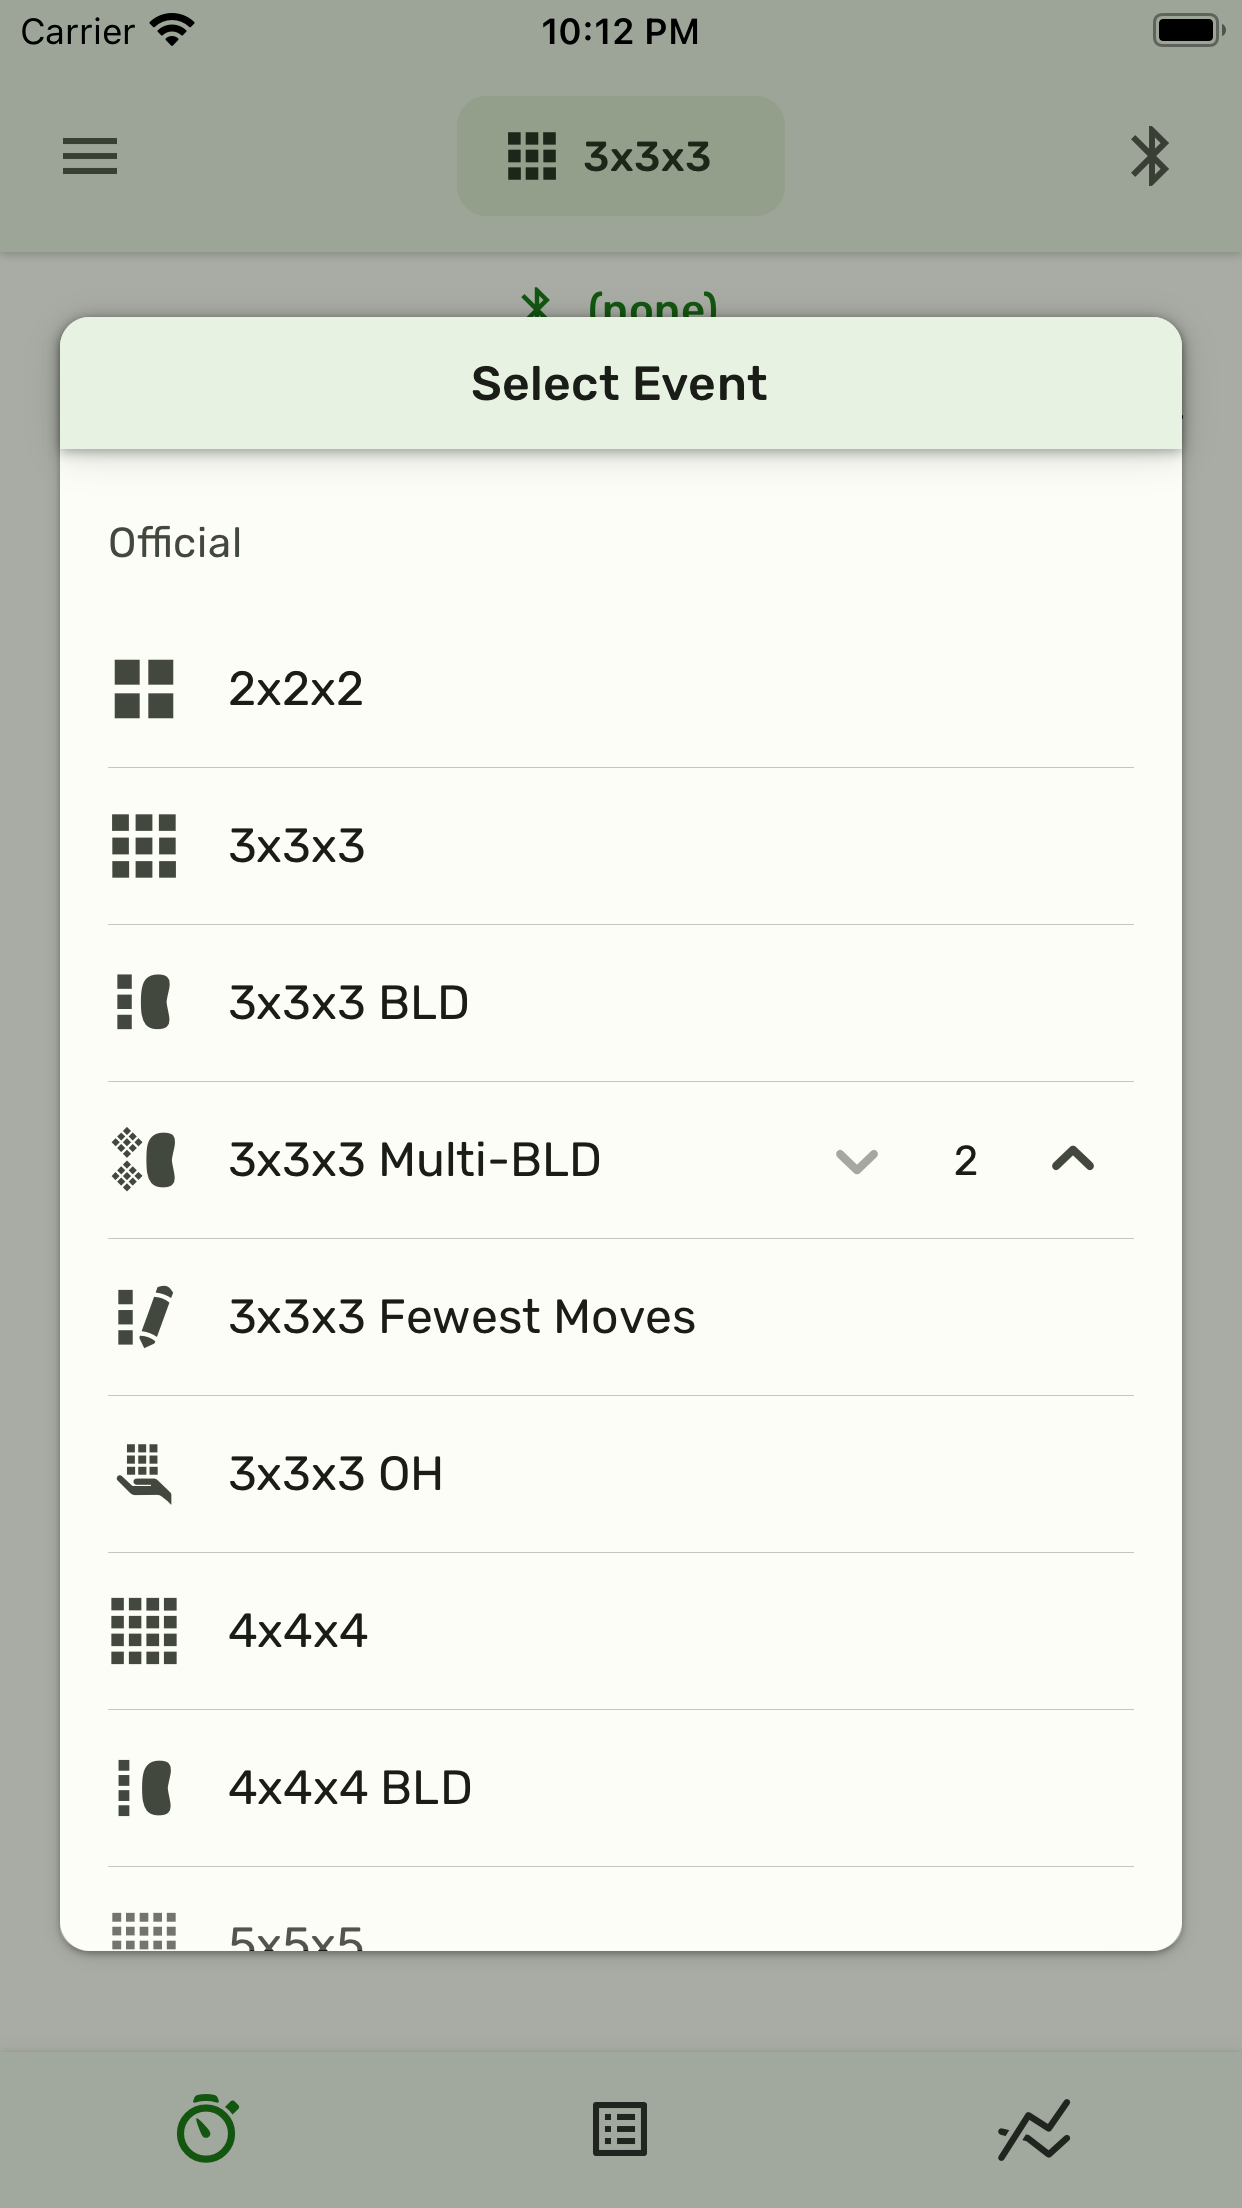 Carrier 10:12 PM
3x3x3
(none)
Select Event
Official
2x2x2
3x3x3
3x3x3 BLD
3x3x3 Multi-BLD 2
3x3x3 Fewest Moves
3x3x3 OH
4x4x4
4x4x4 BLD
5x5x5